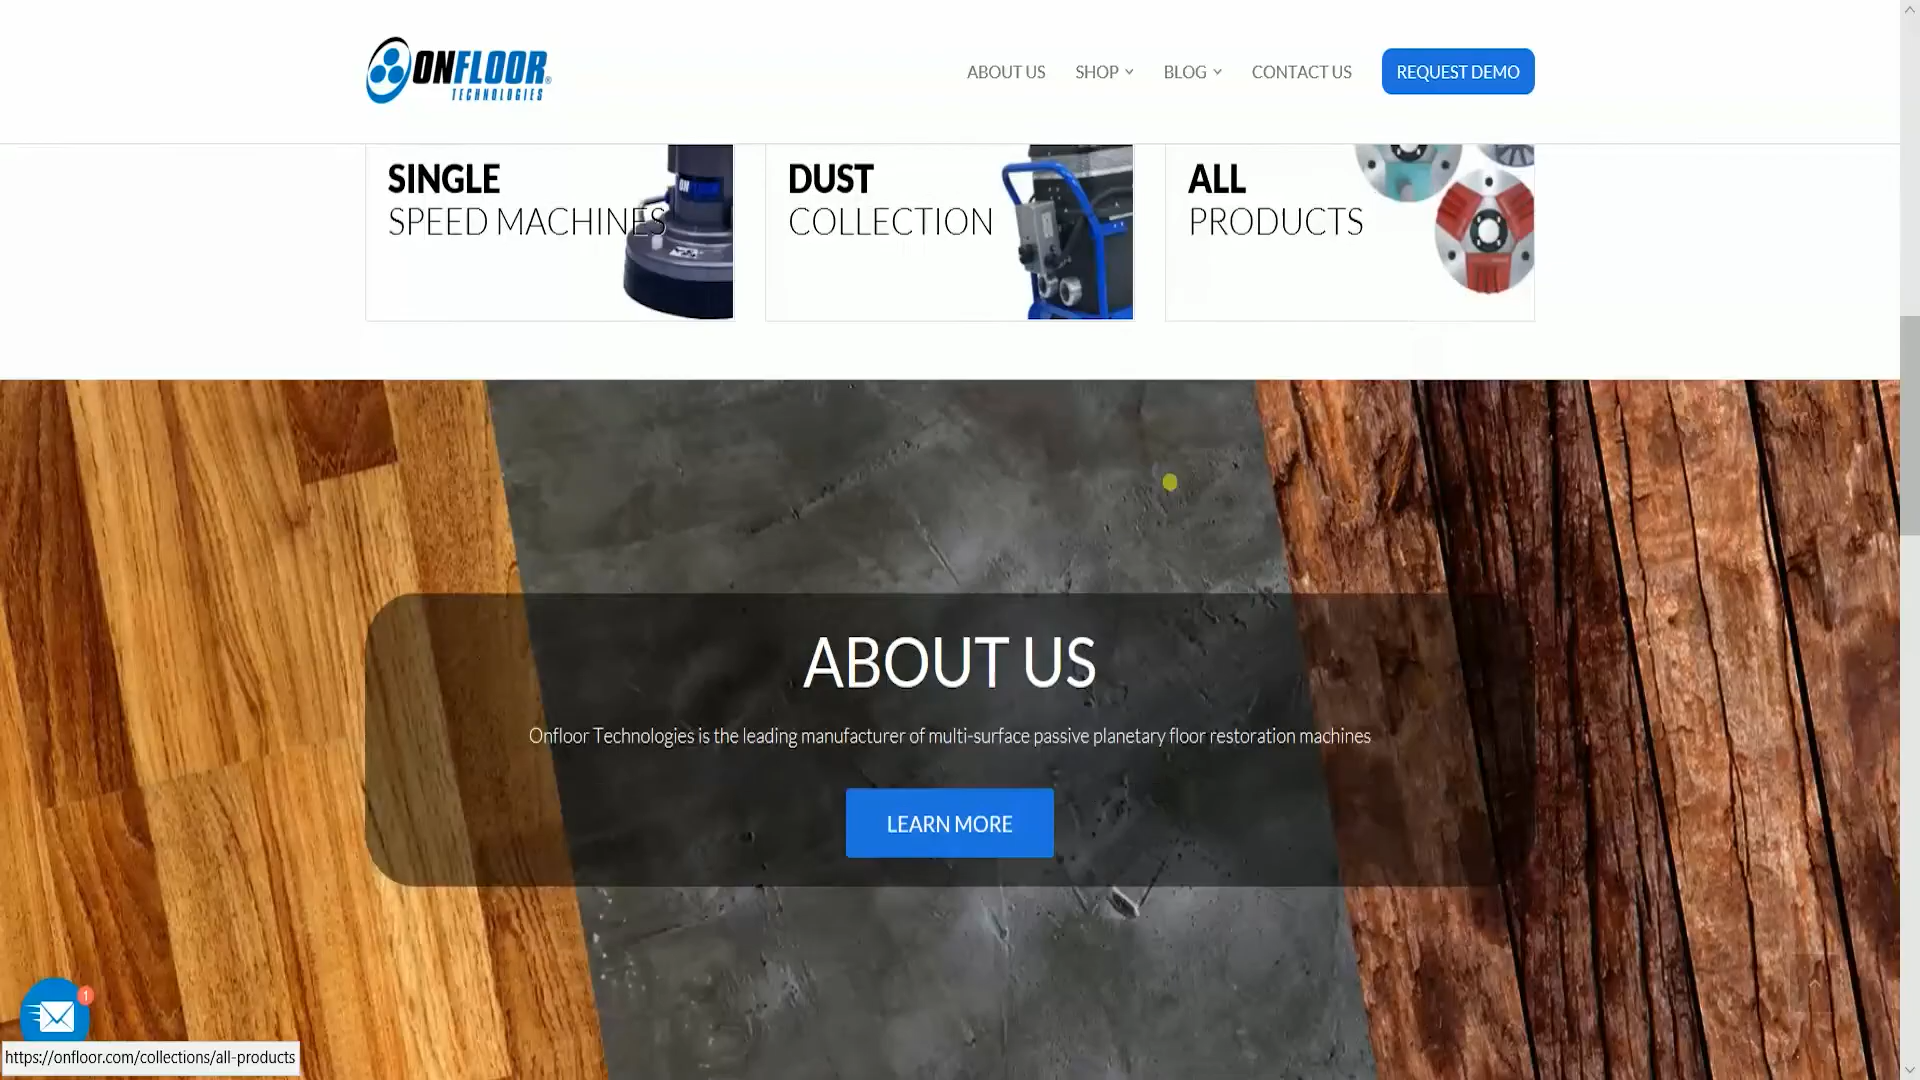 ONFLOOR®
TECHNOLOGIES
ABOUT US
SHOP
BLOG
CONTACT US
REQUEST DEMO
SINGLE
SPEED MACHINES
DUST
COLLECTION
ALL
PRODUCTS
ABOUT US
Onfloor Technologies is the leading manufacturer of multi-surface passive planetary floor restoration machines
LEARN MORE
1
https://onfloor.com/collections/all-products